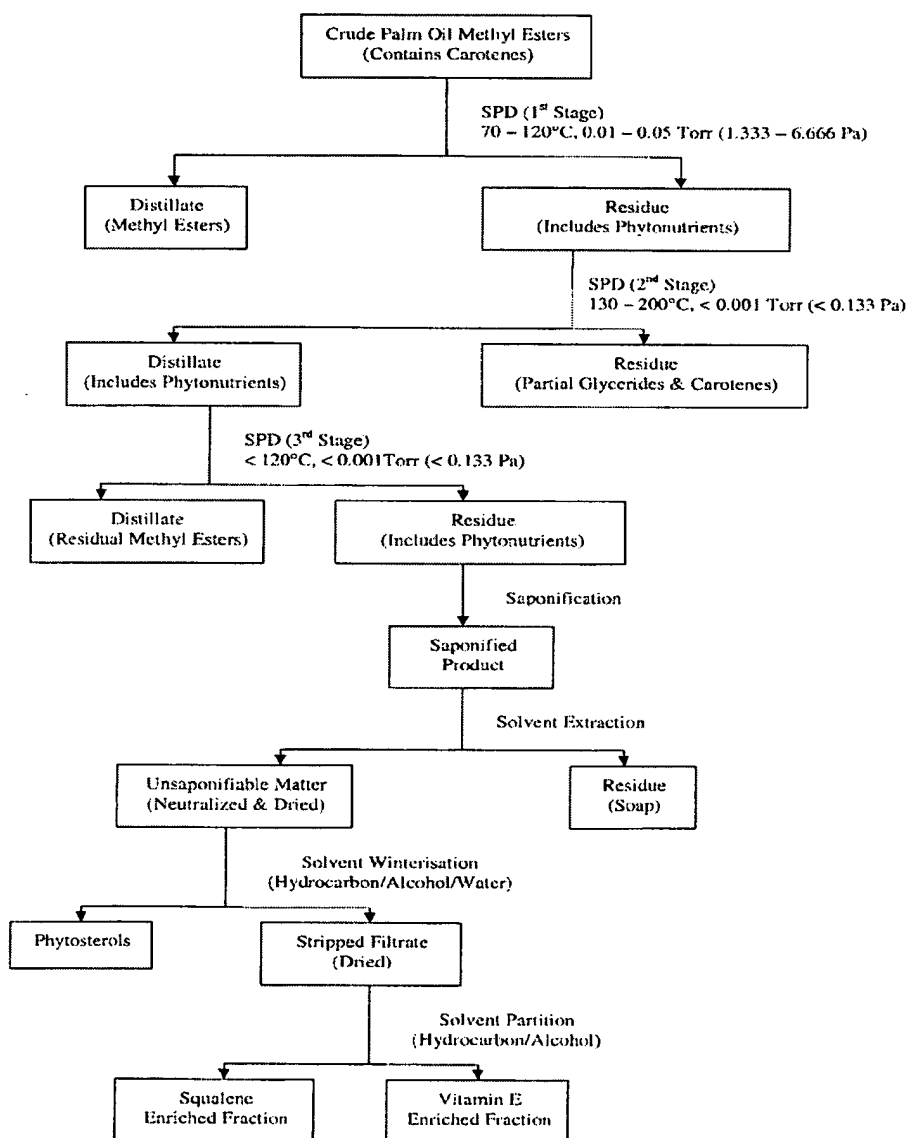 Crude Palm Oil Methyl Esters
(Contains Carotenes)
SPD (1st Stage)
70 – 120°C, 0.01 – 0.05 Torr (1.333 – 6.666 Pa)
Distillate
(Methyl Esters)
Residue
(Includes Phytonutrients)
SPD (2nd Stage)
130 – 200°C, < 0.001 Torr (< 0.133 Pa)
Distillate
(Includes Phytonutrients)
Residue
(Partial Glycerides & Carotenes)
SPD (3rd Stage)
< 120°C, < 0.001Torr (< 0.133 Pa)
Distillate
(Residual Methyl Esters)
Residue
(Includes Phytonutrients)
Saponification
Saponified
Product
Solvent Extraction
Unsaponifiable Matter
(Neutralized & Dried)
Residue
(Soap)
Solvent Winterisation
(Hydrocarbon/Alcohol/Water)
Phytosterols
Stripped Filtrate
(Dried)
Solvent Partition
(Hydrocarbon/Alcohol)
Squalene
Enriched Fraction
Vitamin E
Enriched Fraction